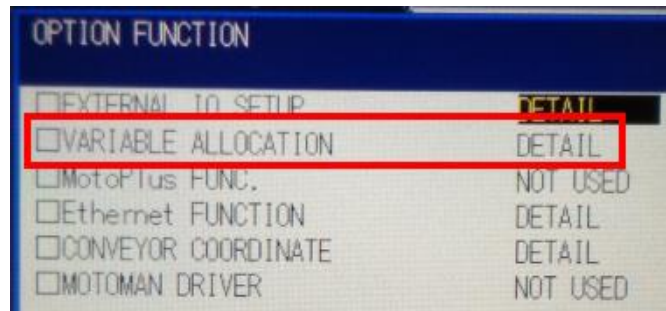 OPTION FUNCTION
□EXTERNAL IO SETUP DETAIL
□VARIABLE ALLOCATION DETAIL
□MotoPlus FUNC. NOT USED
□Ethernet FUNCTION DETAIL
□CONVEYOR COORDINATE DETAIL
□MOTOMAN DRIVER NOT USED